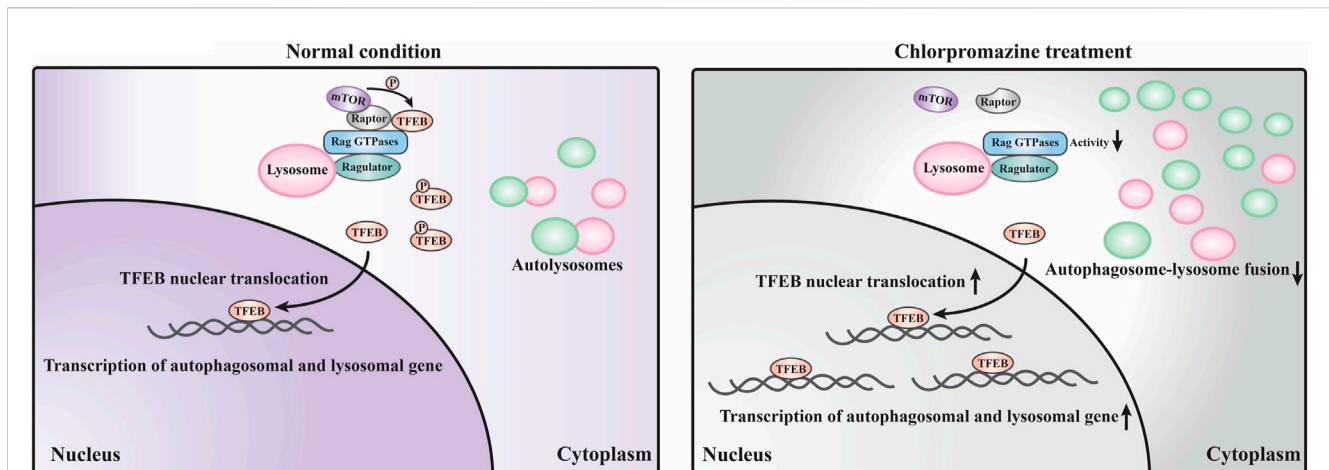 Normal condition
P
mTOR
Raptor
TFEB
Rag GTPases
Lysosome
Ragulator
P
TFEB
TFEB
P
TFEB
Autolysosomes
TFEB nuclear translocation
TFEB
Transcription of autophagosomal and lysosomal gene
Nucleus
Cytoplasm
Chlorpromazine treatment
mTOR
Raptor
Rag GTPases
Activity
Lysosome
Ragulator
TFEB
Autophagosome-lysosome fusion
TFEB nuclear translocation
TFEB
TFEB
TFEB
Transcription of autophagosomal and lysosomal gene
Nucleus
Cytoplasm